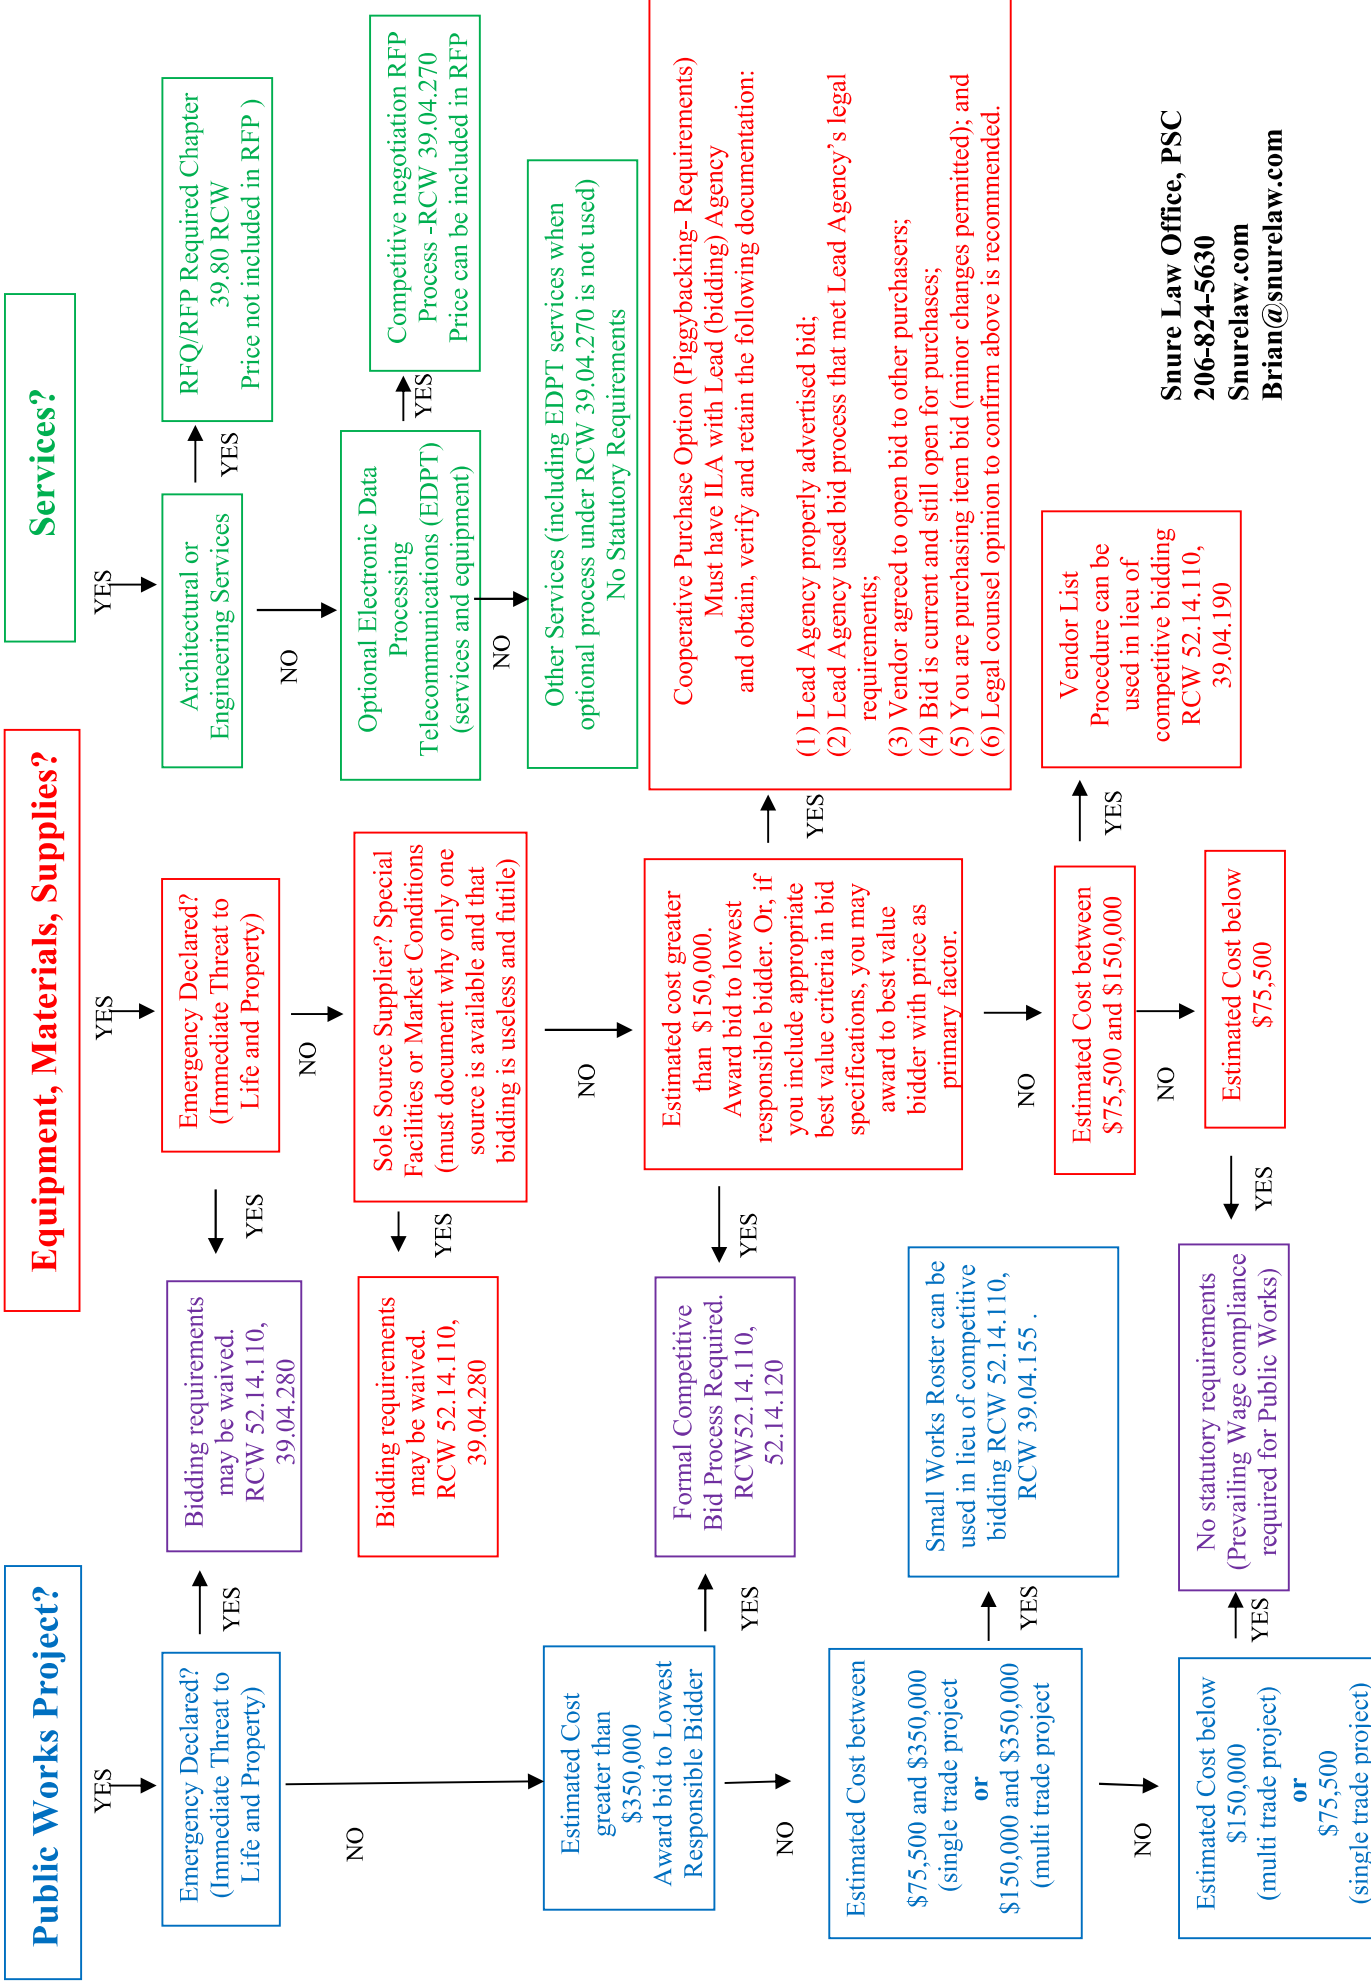 Public Works Project?
YES
Emergency Declared?
(Immediate Threat to
Life and Property)
YES
NO
Estimated Cost
greater than
$350,000
Award bid to Lowest
Responsible Bidder
YES
NO
Estimated Cost between
$75,500 and $350,000
(single trade project
or
$150,000 and $350,000
(multi trade project
YES
NO
Estimated Cost below
$150,000
(multi trade project)
or
$75,500
(single trade project)
YES
Bidding requirements
may be waived.
RCW 52.14.110,
39.04.280
Bidding requirements
may be waived.
RCW 52.14.110,
39.04.280
Formal Competitive
Bid Process Required.
RCW52.14.110,
52.14.120
Small Works Roster can be
used in lieu of competitive
bidding RCW 52.14.110,
RCW 39.04.155 .
No statutory requirements
(Prevailing Wage compliance
required for Public Works)
Equipment, Materials, Supplies?
YES
Emergency Declared?
(Immediate Threat to
Life and Property)
YES
NO
Sole Source Supplier? Special
Facilities or Market Conditions
(must document why only one
source is available and that
bidding is useless and futile)
YES
NO
Estimated cost greater
than $150,000.
Award bid to lowest
responsible bidder. Or, if
you include appropriate
best value criteria in bid
specifications, you may
award to best value
bidder with price as
primary factor.
YES
YES
NO
Estimated Cost between
$75,500 and $150,000
YES
NO
Estimated Cost below
$75,500
YES
Services?
YES
Architectural or
Engineering Services
YES
RFQ/RFP Required Chapter
39.80 RCW
Price not included in RFP )
NO
Optional Electronic Data
Processing
Telecommunications (EDPT)
(services and equipment)
YES
Competitive negotiation RFP
Process -RCW 39.04.270
Price can be included in RFP
NO
Other Services (including EDPT services when
optional process under RCW 39.04.270 is not used)
No Statutory Requirements
Cooperative Purchase Option (Piggybacking- Requirements)
Must have ILA with Lead (bidding) Agency
and obtain, verify and retain the following documentation:
(1) Lead Agency properly advertised bid;
(2) Lead Agency used bid process that met Lead Agency’s legal
requirements;
(3) Vendor agreed to open bid to other purchasers;
(4) Bid is current and still open for purchases;
(5) You are purchasing item bid (minor changes permitted); and
(6) Legal counsel opinion to confirm above is recommended.
Vendor List
Procedure can be
used in lieu of
competitive bidding
RCW 52.14.110,
39.04.190
Snure Law Office, PSC
206-824-5630
Snurelaw.com
Brian@snurelaw.com